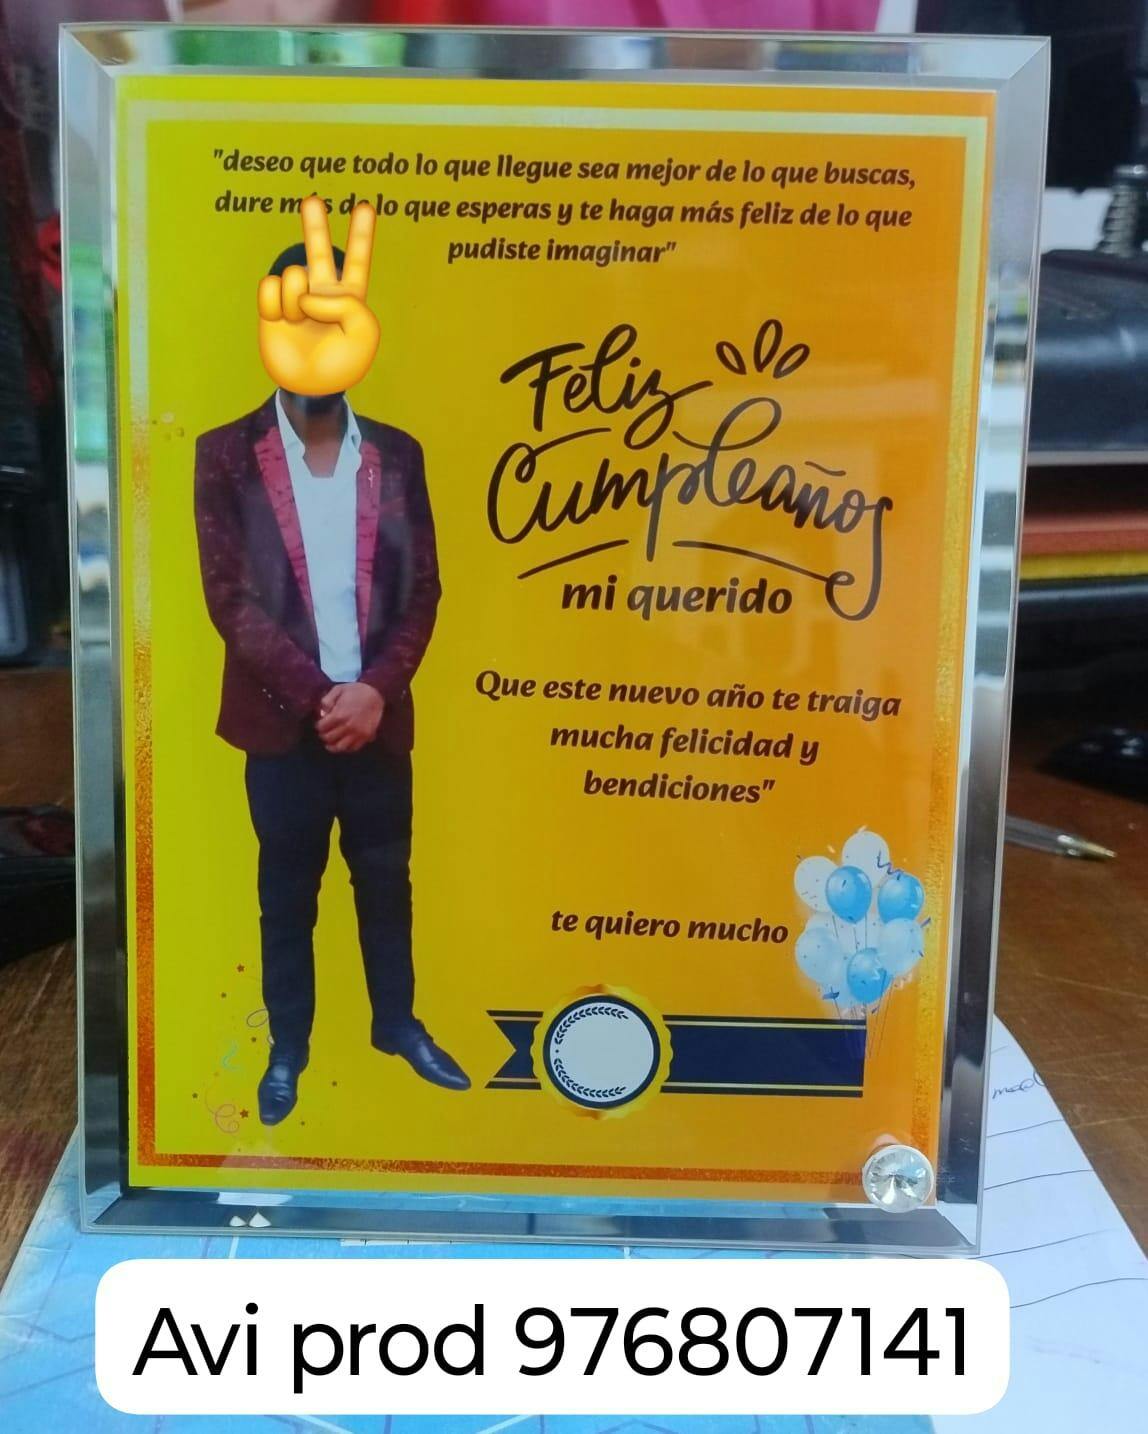 "deseo que todo lo que llegue sea mejor de lo que buscas,
dure más de lo que esperas y te haga más feliz de lo que
pudiste imaginar"
Feliz
Cumpleaños
mi querido
Que este nuevo año te traiga
mucha felicidad y
bendiciones"
te quiero mucho
Avi prod 976807141